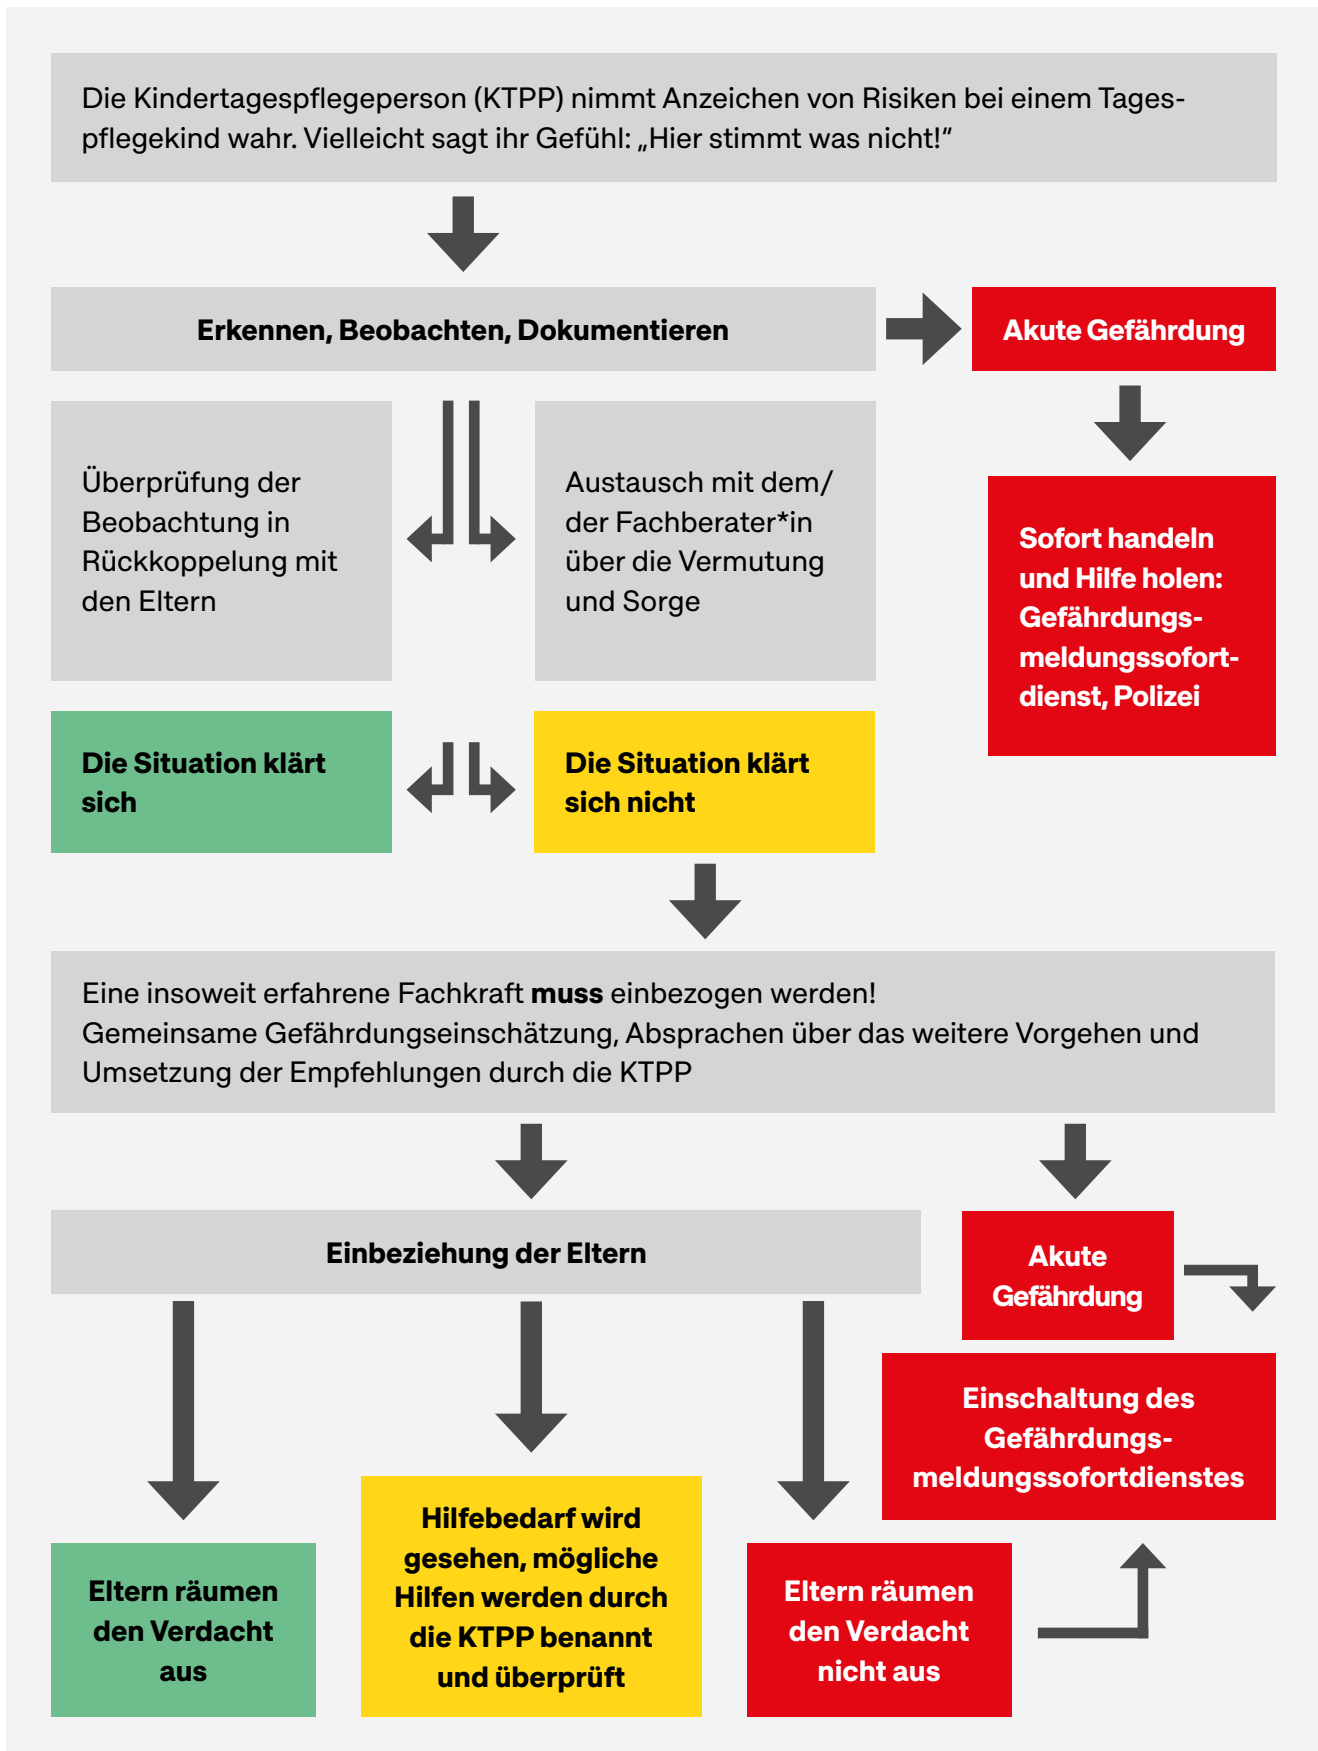 Die Kindertagespflegeperson (KTPP) nimmt Anzeichen von Risiken bei einem Tages-
pflegekind wahr. Vielleicht sagt ihr Gefühl: „Hier stimmt was nicht!“
Erkennen, Beobachten, Dokumentieren
Akute Gefährdung
Überprüfung der
Beobachtung in
Rückkoppelung mit
den Eltern
Austausch mit dem/
der Fachberater*in
über die Vermutung
und Sorge
Sofort handeln
und Hilfe holen:
Gefährdungs-
meldungssofort-
dienst, Polizei
Die Situation klärt
sich
Die Situation klärt
sich nicht
Eine insoweit erfahrene Fachkraft muss einbezogen werden!
Gemeinsame Gefährdungseinschätzung, Absprachen über das weitere Vorgehen und
Umsetzung der Empfehlungen durch die KTPP
Einbeziehung der Eltern
Akute
Gefährdung
Einschaltung des
Gefährdungs-
meldungssofortdienstes
Eltern räumen
den Verdacht
aus
Hilfebedarf wird
gesehen, mögliche
Hilfen werden durch
die KTPP benannt
und überprüft
Eltern räumen
den Verdacht
nicht aus